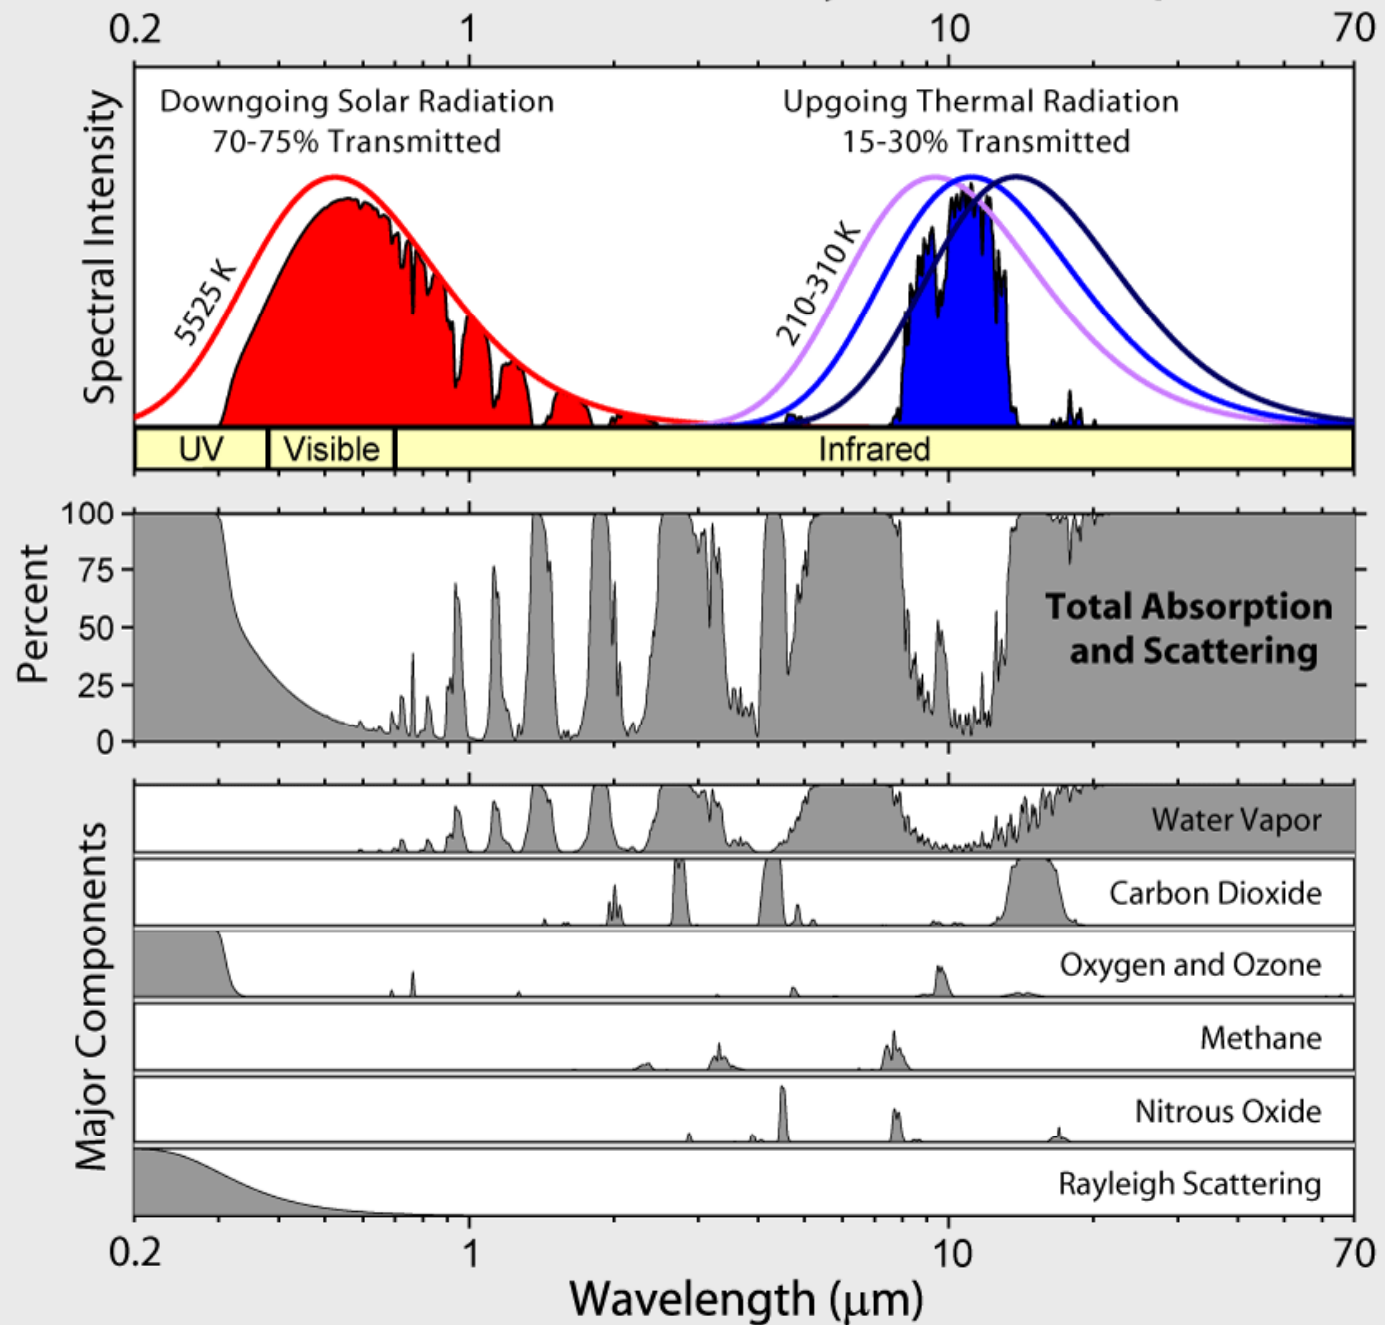 0.2
1
10
70
Downgoing Solar Radiation
70-75% Transmitted
Upgoing Thermal Radiation
15-30% Transmitted
Spectral Intensity
5525 K
210-310 K
UV
Visible
Infrared
Percent
100
75
50
25
0
Total Absorption
and Scattering
Major Components
Water Vapor
Carbon Dioxide
Oxygen and Ozone
Methane
Nitrous Oxide
Rayleigh Scattering
0.2
1
10
70
Wavelength (μm)